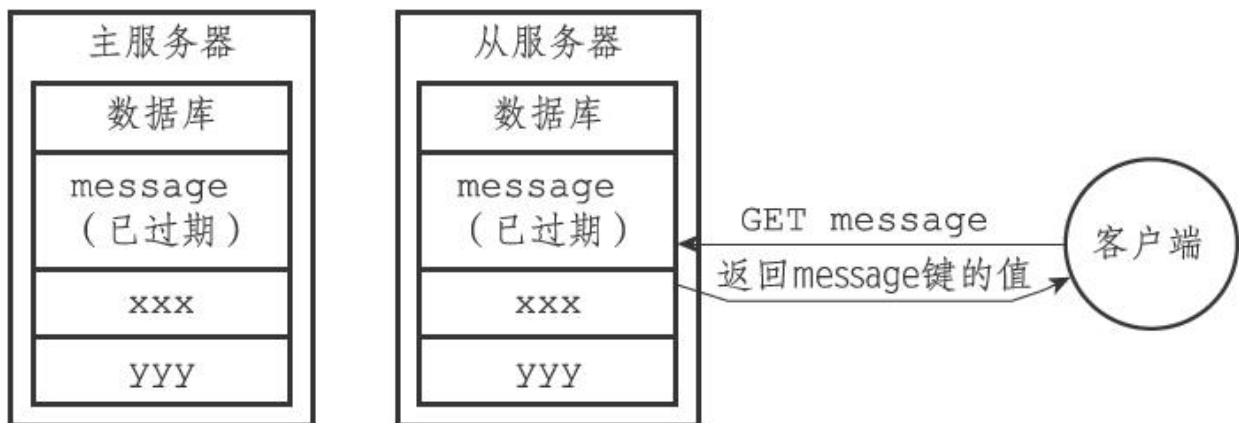 主服务器
数据库
message
（已过期）
xxx
yyy
从服务器
数据库
message
（已过期）
xxx
yyy
GET message
返回message键的值
客户端